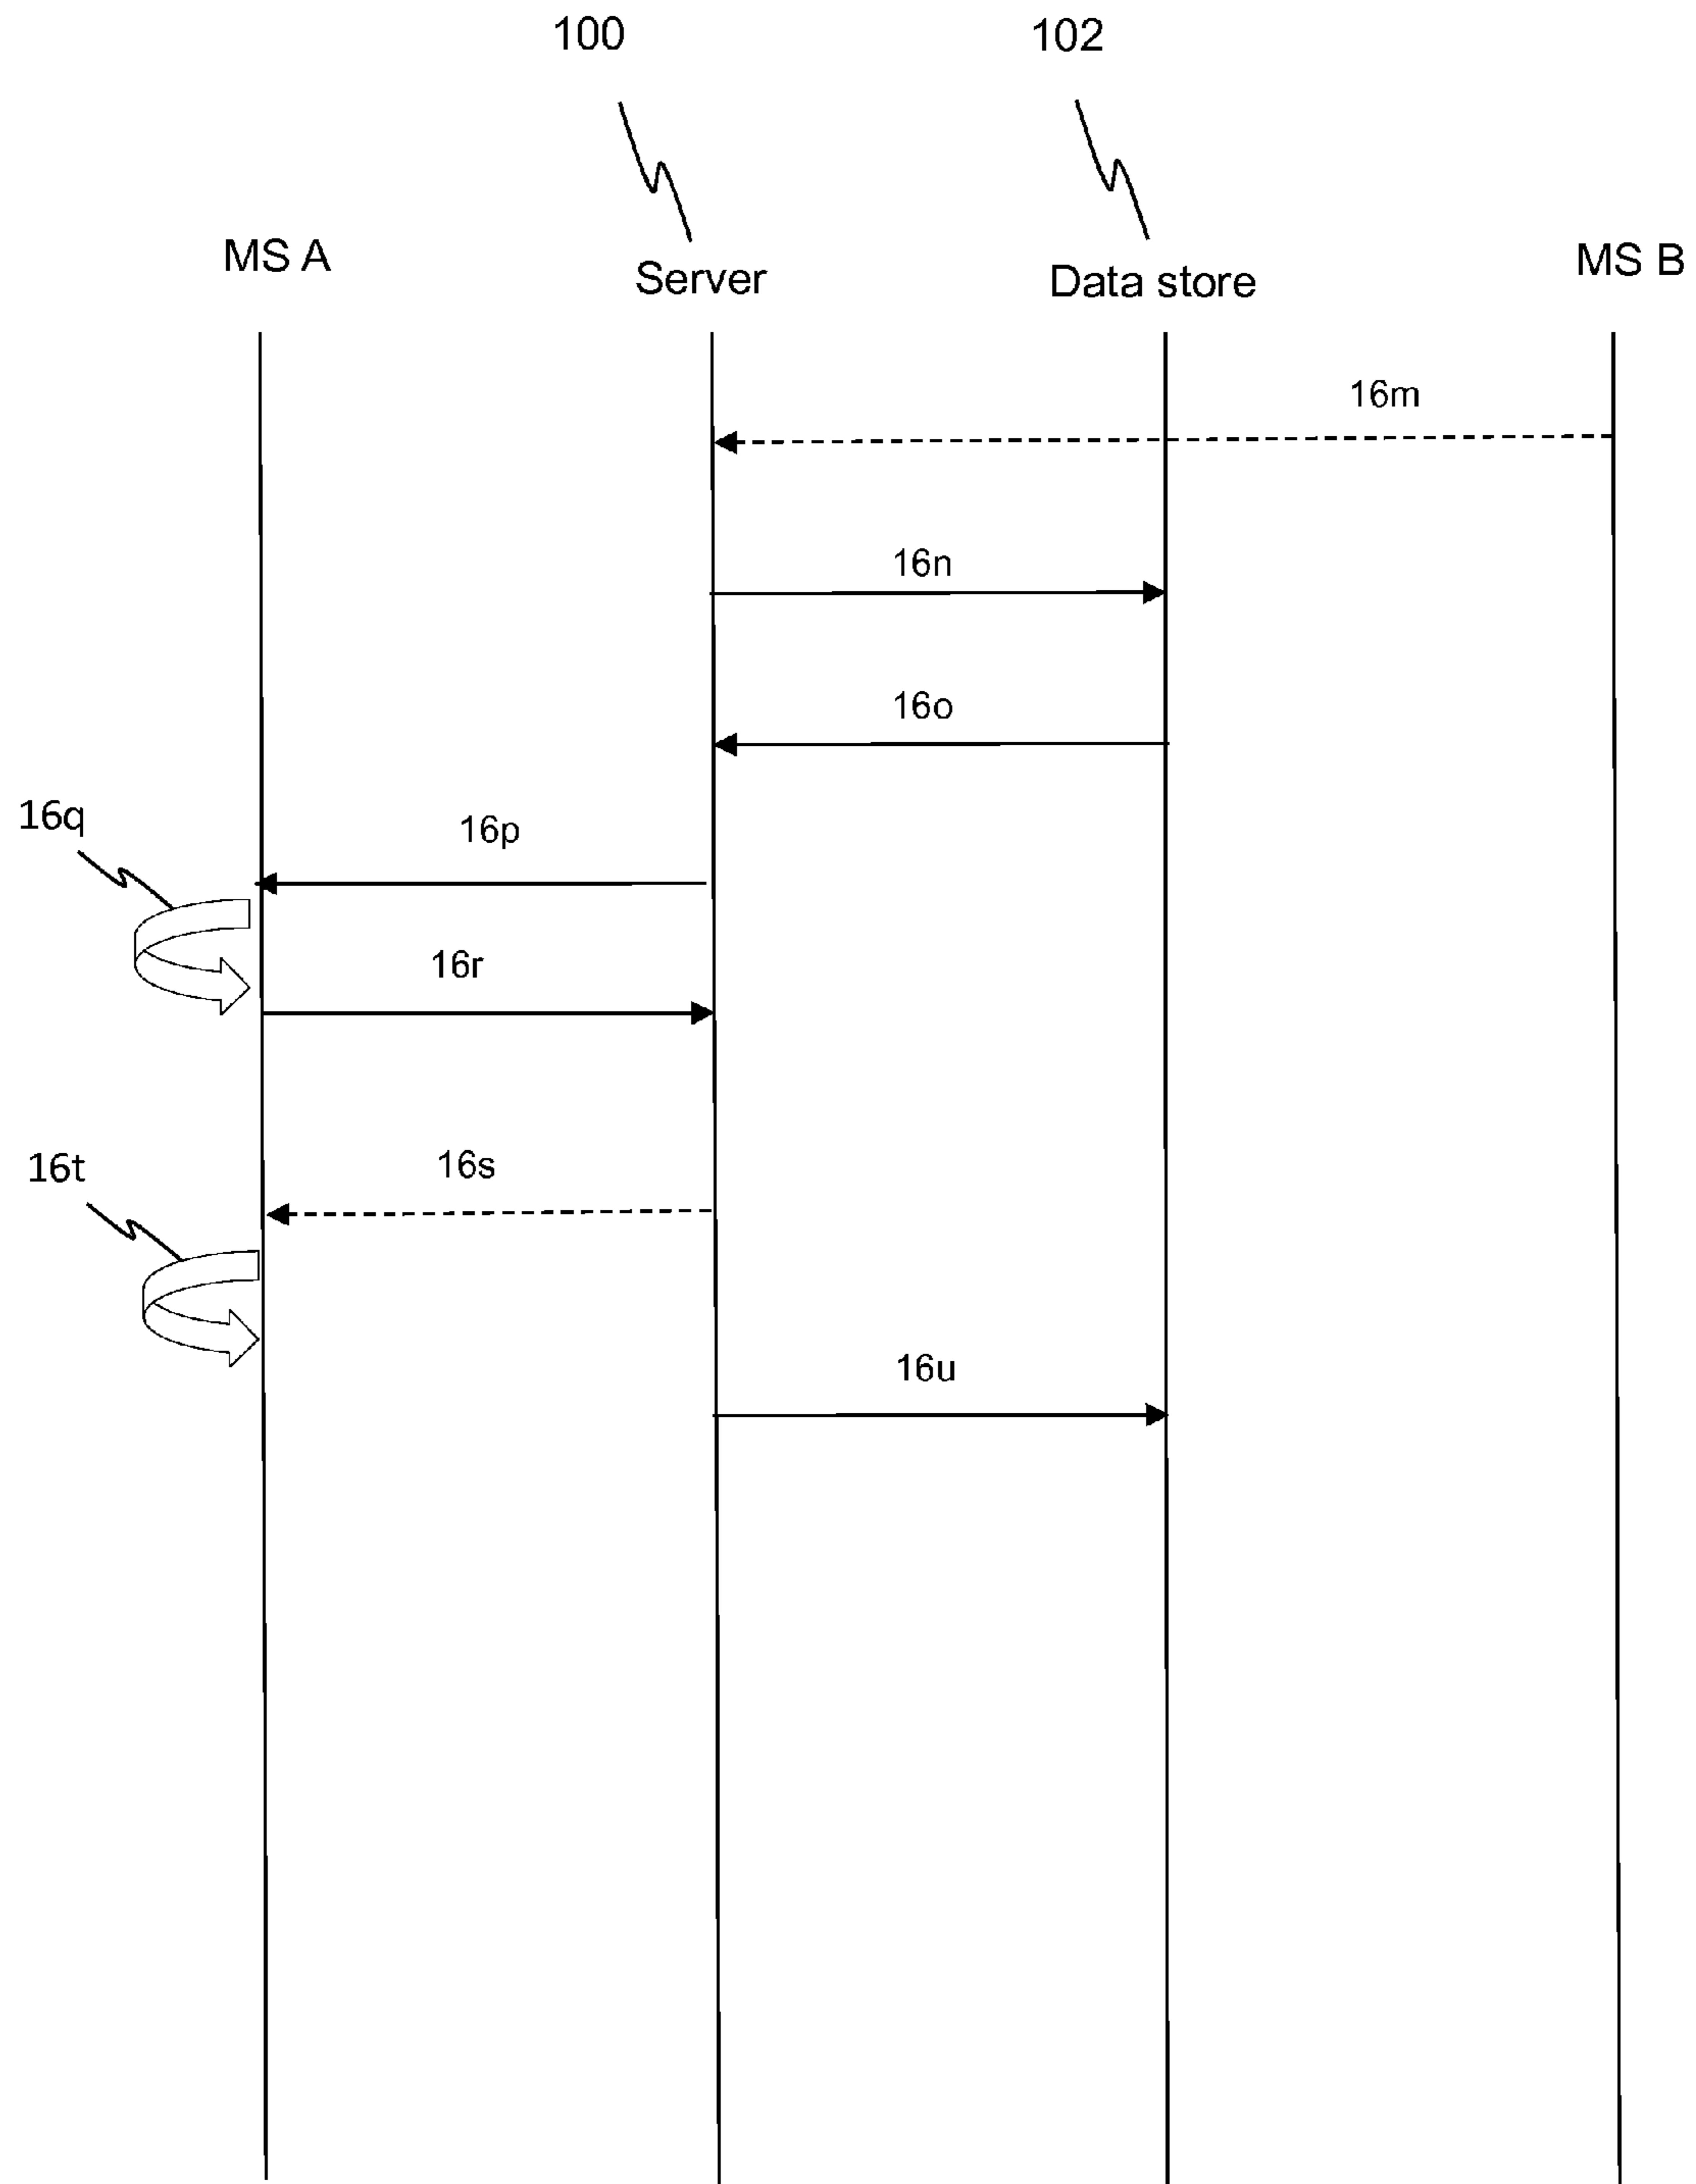 100
102
MS A
Server
Data store
MS B
16m
16n
16o
16q
16p
16r
16t
16s
16u